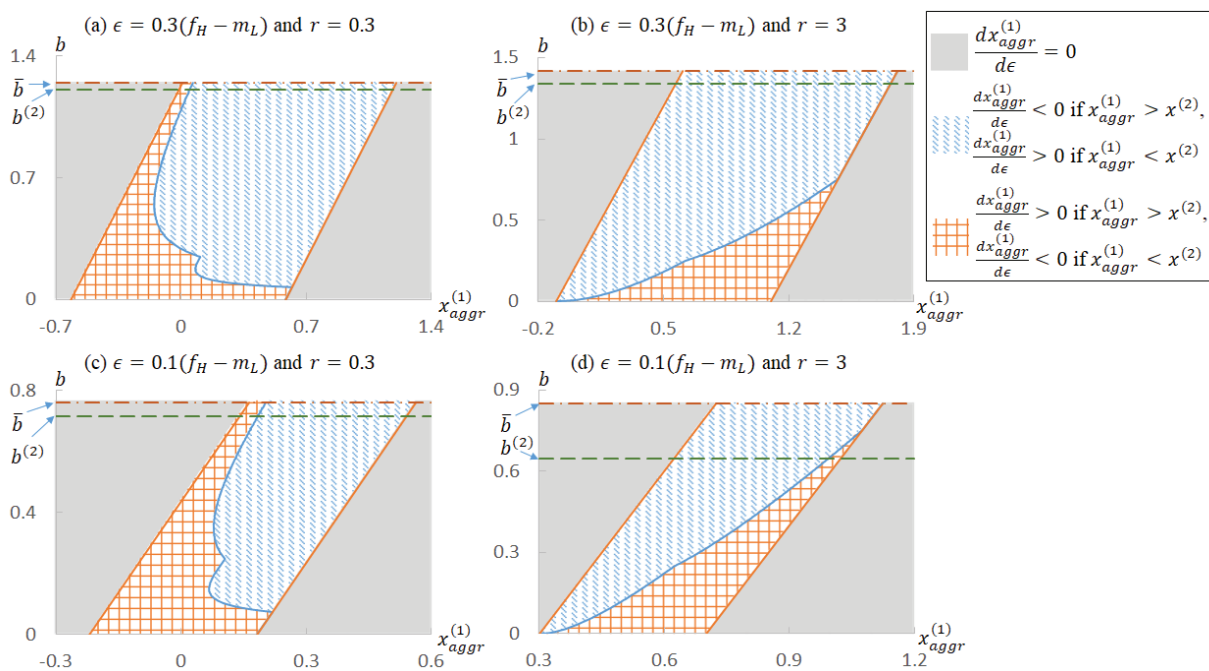 (a) ϵ = 0.3(f_H − m_L) and r = 0.3
b
1.4
b̄
b^(2)
0.7
0
-0.7 0 0.7 1.4
x_aggr^(1)
(b) ϵ = 0.3(f_H − m_L) and r = 3
b
1.5
b̄
b^(2)
1
0.5
0
-0.2 0.5 1.2 1.9
x_aggr^(1)
dx_aggr^(1)/dϵ = 0
dx_aggr^(1)/dϵ < 0 if x_aggr^(1) > x^(2),
dx_aggr^(1)/dϵ > 0 if x_aggr^(1) < x^(2)
dx_aggr^(1)/dϵ > 0 if x_aggr^(1) > x^(2),
dx_aggr^(1)/dϵ < 0 if x_aggr^(1) < x^(2)
(c) ϵ = 0.1(f_H − m_L) and r = 0.3
b
0.8
b̄
b^(2)
0.4
0
-0.3 0 0.3 0.6
x_aggr^(1)
(d) ϵ = 0.1(f_H − m_L) and r = 3
b
0.9
b̄
b^(2)
0.6
0.3
0
0.3 0.6 0.9 1.2
x_aggr^(1)